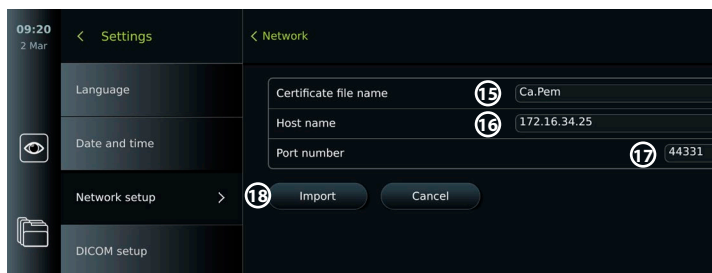 09:20
2 Mar
< Settings
< Network
Language
Date and time
Network setup >
DICOM setup
Certificate file name 15 Ca.Pem
Host name 16 172.16.34.25
Port number 17 44331
18 Import Cancel